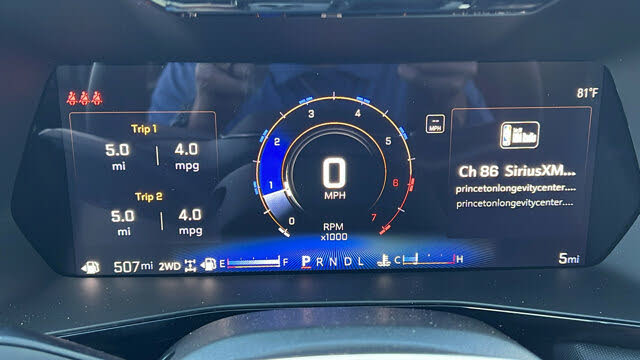 81°F
Trip 1
5.0 4.0
mi mpg
Trip 2
5.0 4.0
mi mpg
0 1 2 3 4 5 6 7
0
MPH
RPM
x1000
--
MPH
Ch 86 SiriusXM...
princetonlongevitycenter....
princetonlongevitycenter....
507mi 2WD E F P R N D L C H 5mi